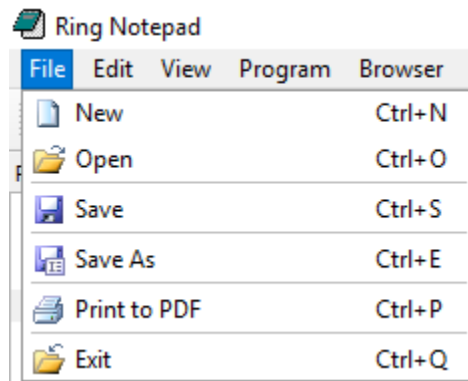 Ring Notepad
File Edit View Program Browser
New Ctrl+N
Open Ctrl+O
Save Ctrl+S
Save As Ctrl+E
Print to PDF Ctrl+P
Exit Ctrl+Q